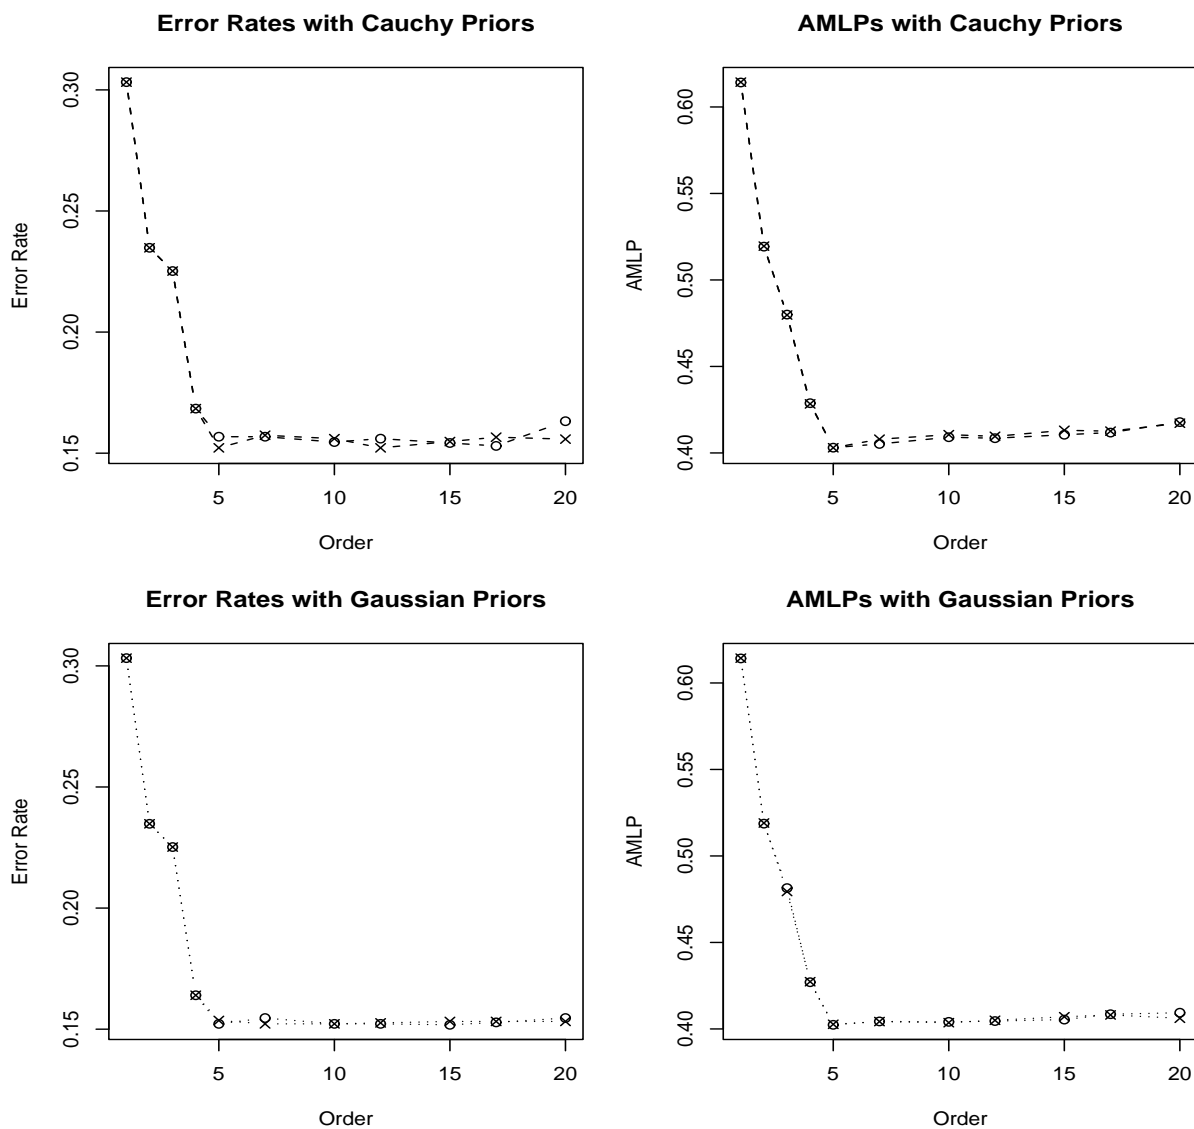 Error Rates with Cauchy Priors
Error Rate
0.30
0.25
0.20
0.15
5 10 15 20
Order
AMLPs with Cauchy Priors
AMLP
0.60
0.55
0.50
0.45
0.40
5 10 15 20
Order
Error Rates with Gaussian Priors
Error Rate
0.30
0.25
0.20
0.15
5 10 15 20
Order
AMLPs with Gaussian Priors
AMLP
0.60
0.55
0.50
0.45
0.40
5 10 15 20
Order